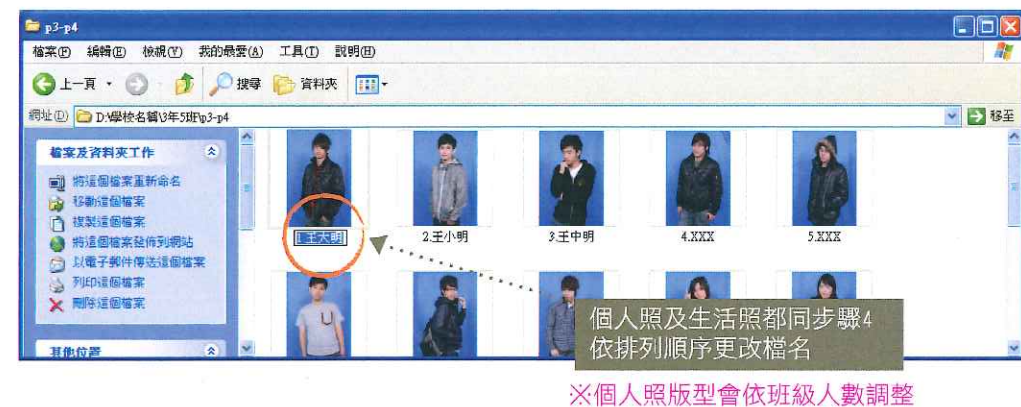 p3-p4
檔案(F) 編輯(E) 檢視(V) 我的最愛(A) 工具(T) 說明(H)
上一頁 搜尋 資料夾
網址(D) D:\學校名稱\3年5班\p3-p4 移至
檔案及資料夾工作
將這個檔案重新命名
移動這個檔案
複製這個檔案
將這個檔案發佈到網站
以電子郵件傳送這個檔案
列印這個檔案
刪除這個檔案
其他位置
1.王大明 2.王小明 3.王中明 4.XXX 5.XXX
個人照及生活照都同步驟4
依排列順序更改檔名
※個人照版型會依班級人數調整